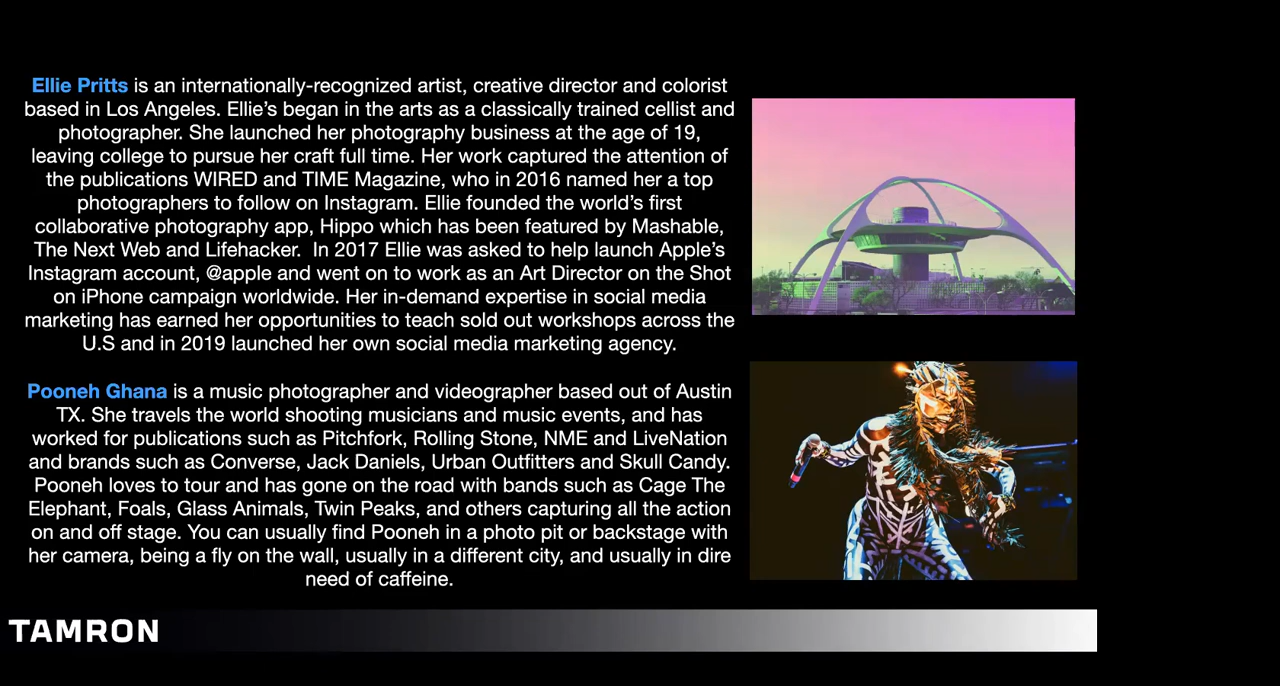 Ellie Pritts is an internationally-recognized artist, creative director and colorist
based in Los Angeles. Ellie’s began in the arts as a classically trained cellist and
photographer. She launched her photography business at the age of 19,
leaving college to pursue her craft full time. Her work captured the attention of
the publications WIRED and TIME Magazine, who in 2016 named her a top
photographers to follow on Instagram. Ellie founded the world’s first
collaborative photography app, Hippo which has been featured by Mashable,
The Next Web and Lifehacker.  In 2017 Ellie was asked to help launch Apple’s
Instagram account, @apple and went on to work as an Art Director on the Shot
on iPhone campaign worldwide. Her in-demand expertise in social media
marketing has earned her opportunities to teach sold out workshops across the
U.S and in 2019 launched her own social media marketing agency.
Pooneh Ghana is a music photographer and videographer based out of Austin
TX. She travels the world shooting musicians and music events, and has
worked for publications such as Pitchfork, Rolling Stone, NME and LiveNation
and brands such as Converse, Jack Daniels, Urban Outfitters and Skull Candy.
Pooneh loves to tour and has gone on the road with bands such as Cage The
Elephant, Foals, Glass Animals, Twin Peaks, and others capturing all the action
on and off stage. You can usually find Pooneh in a photo pit or backstage with
her camera, being a fly on the wall, usually in a different city, and usually in dire
need of caffeine.
TAMRON